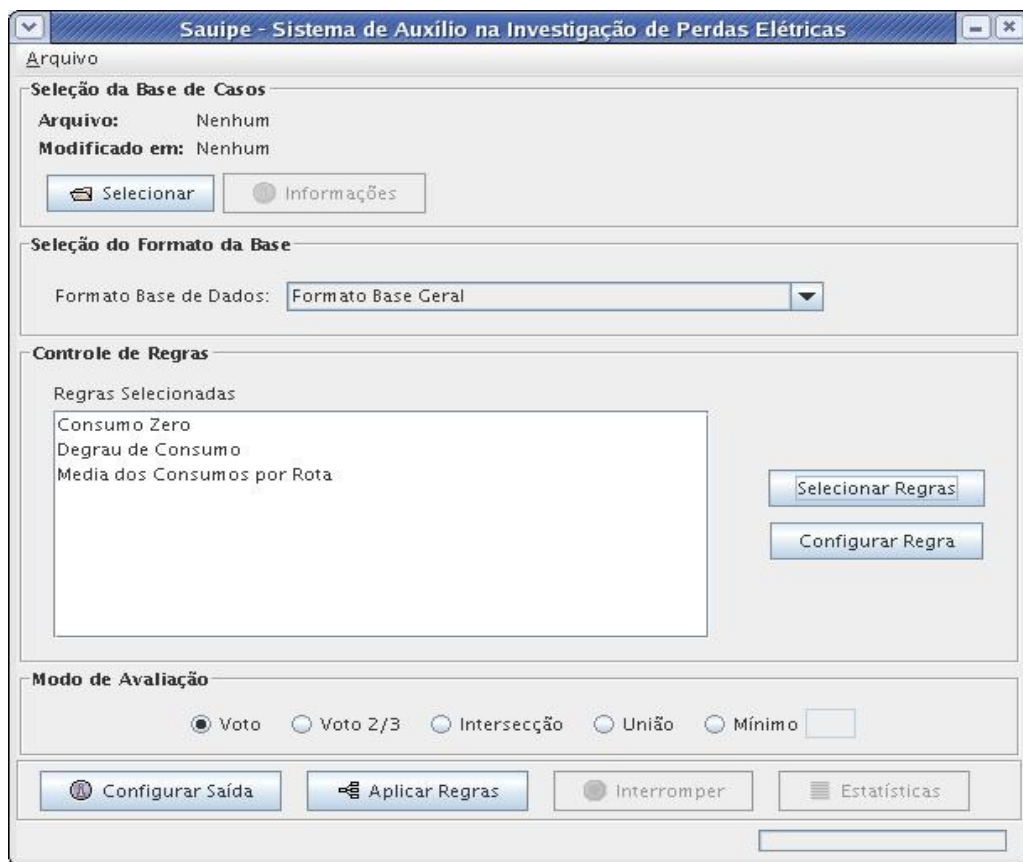 Sauipe - Sistema de Auxílio na Investigação de Perdas Elétricas
Arquivo
Seleção da Base de Casos
Arquivo: Nenhum
Modificado em: Nenhum
Selecionar Informações
Seleção do Formato da Base
Formato Base de Dados: Formato Base Geral
Controle de Regras
Regras Selecionadas
Consumo Zero
Degrau de Consumo
Media dos Consumos por Rota
Selecionar Regras
Configurar Regra
Modo de Avaliação
Voto Voto 2/3 Intersecção União Mínimo
Configurar Saída Aplicar Regras Interromper Estatísticas